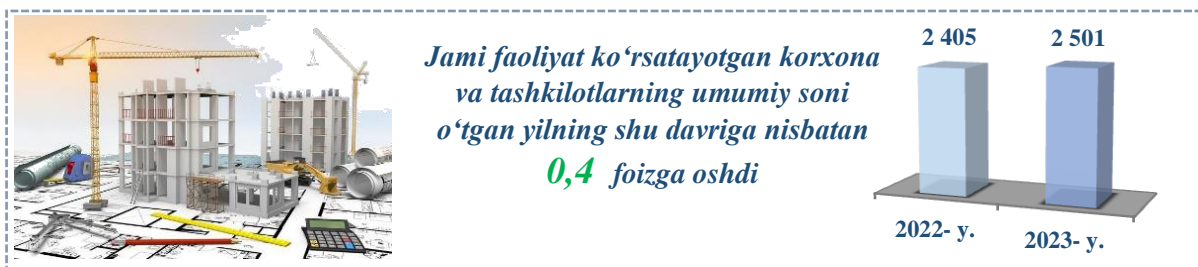 Jami faoliyat ko‘rsatayotgan korxona
va tashkilotlarning umumiy soni
o‘tgan yilning shu davriga nisbatan
0,4 foizga oshdi
2 405 2 501
2022- y. 2023- y.